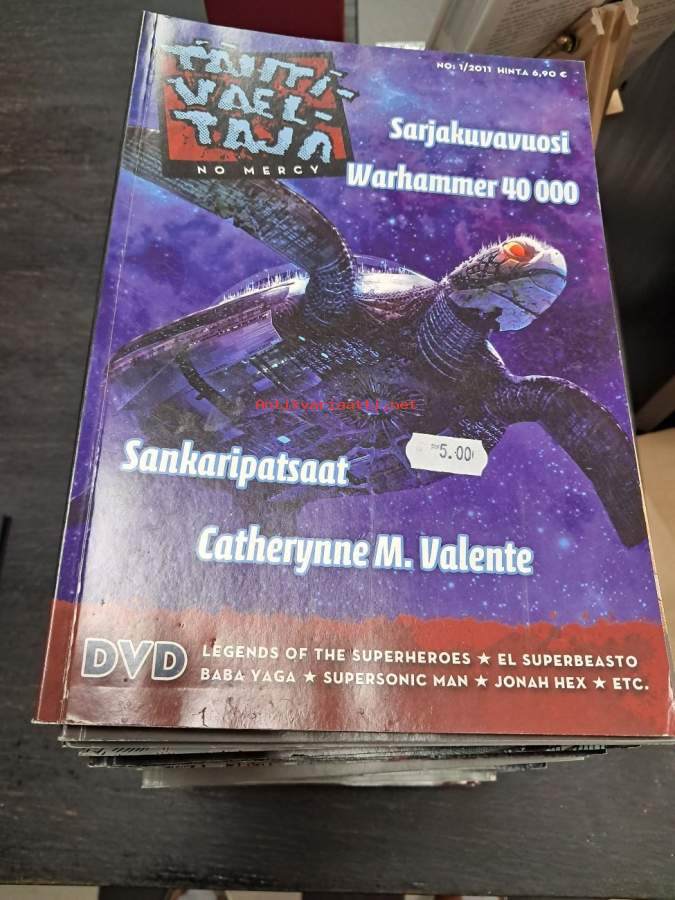 TÄHTI-
VAEL-
TAJA
NO MERCY
NO: 1/2011 HINTA 6,90 €
Sarjakuvavuosi
Warhammer 40 000
Antikvariaatti.net
5.00
Sankaripatsaat
Catherynne M. Valente
DVD
LEGENDS OF THE SUPERHEROES ★ EL SUPERBEASTO
BABA YAGA ★ SUPERSONIC MAN ★ JONAH HEX ★ ETC.